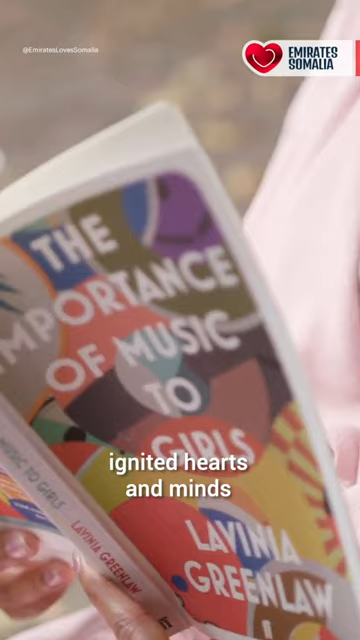 @EmiratesLovesSomalia
EMIRATES
SOMALIA
THE
IMPORTANCE
OF MUSIC
TO
GIRLS
ignited hearts
and minds
LAVINIA
GREENLAW
MUSIC TO GIRLS
LAVINIA GREENLAW